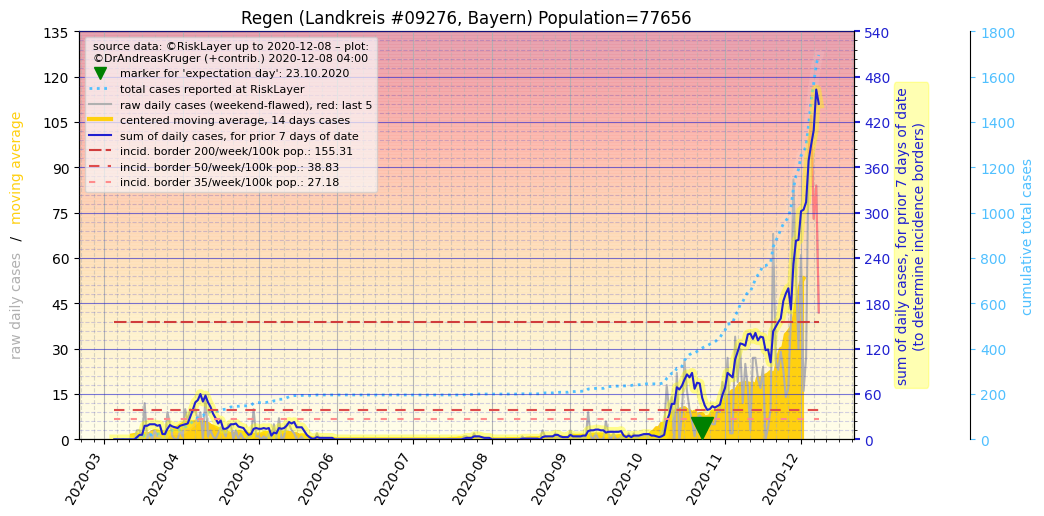 Regen (Landkreis #09276, Bayern) Population=77656
source data: ©RiskLayer up to 2020-12-08 – plot:
©DrAndreasKruger (+contrib.) 2020-12-08 04:00
marker for 'expectation day': 23.10.2020
total cases reported at RiskLayer
raw daily cases (weekend-flawed), red: last 5
centered moving average, 14 days cases
sum of daily cases, for prior 7 days of date
incid. border 200/week/100k pop.: 155.31
incid. border 50/week/100k pop.: 38.83
incid. border 35/week/100k pop.: 27.18
raw daily cases / moving average
135
120
105
90
75
60
45
30
15
0
2020-03
2020-04
2020-05
2020-06
2020-07
2020-08
2020-09
2020-10
2020-11
2020-12
540
480
420
360
300
240
180
120
60
0
sum of daily cases, for prior 7 days of date
(to determine incidence borders)
1800
1600
1400
1200
1000
800
600
400
200
0
cumulative total cases